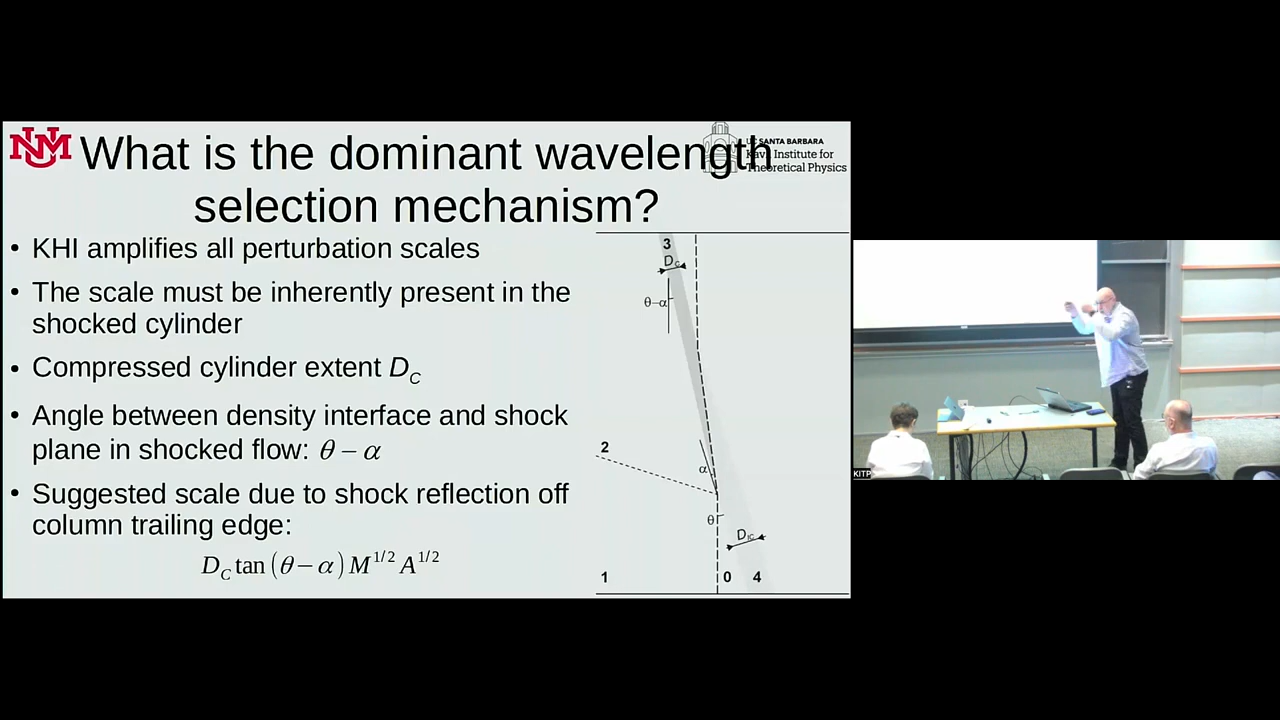 NM
What is the dominant wavelength
selection mechanism?
UC SANTA BARBARA
Kavli Institute for
Theoretical Physics
• KHI amplifies all perturbation scales
• The scale must be inherently present in the
shocked cylinder
• Compressed cylinder extent D_C
• Angle between density interface and shock
plane in shocked flow: θ − α
• Suggested scale due to shock reflection off
column trailing edge:
D_C tan(θ−α) M^{1/2} A^{1/2}
3
D_C
θ−α
2
α
θ
D_IC
1
0
4
KITP